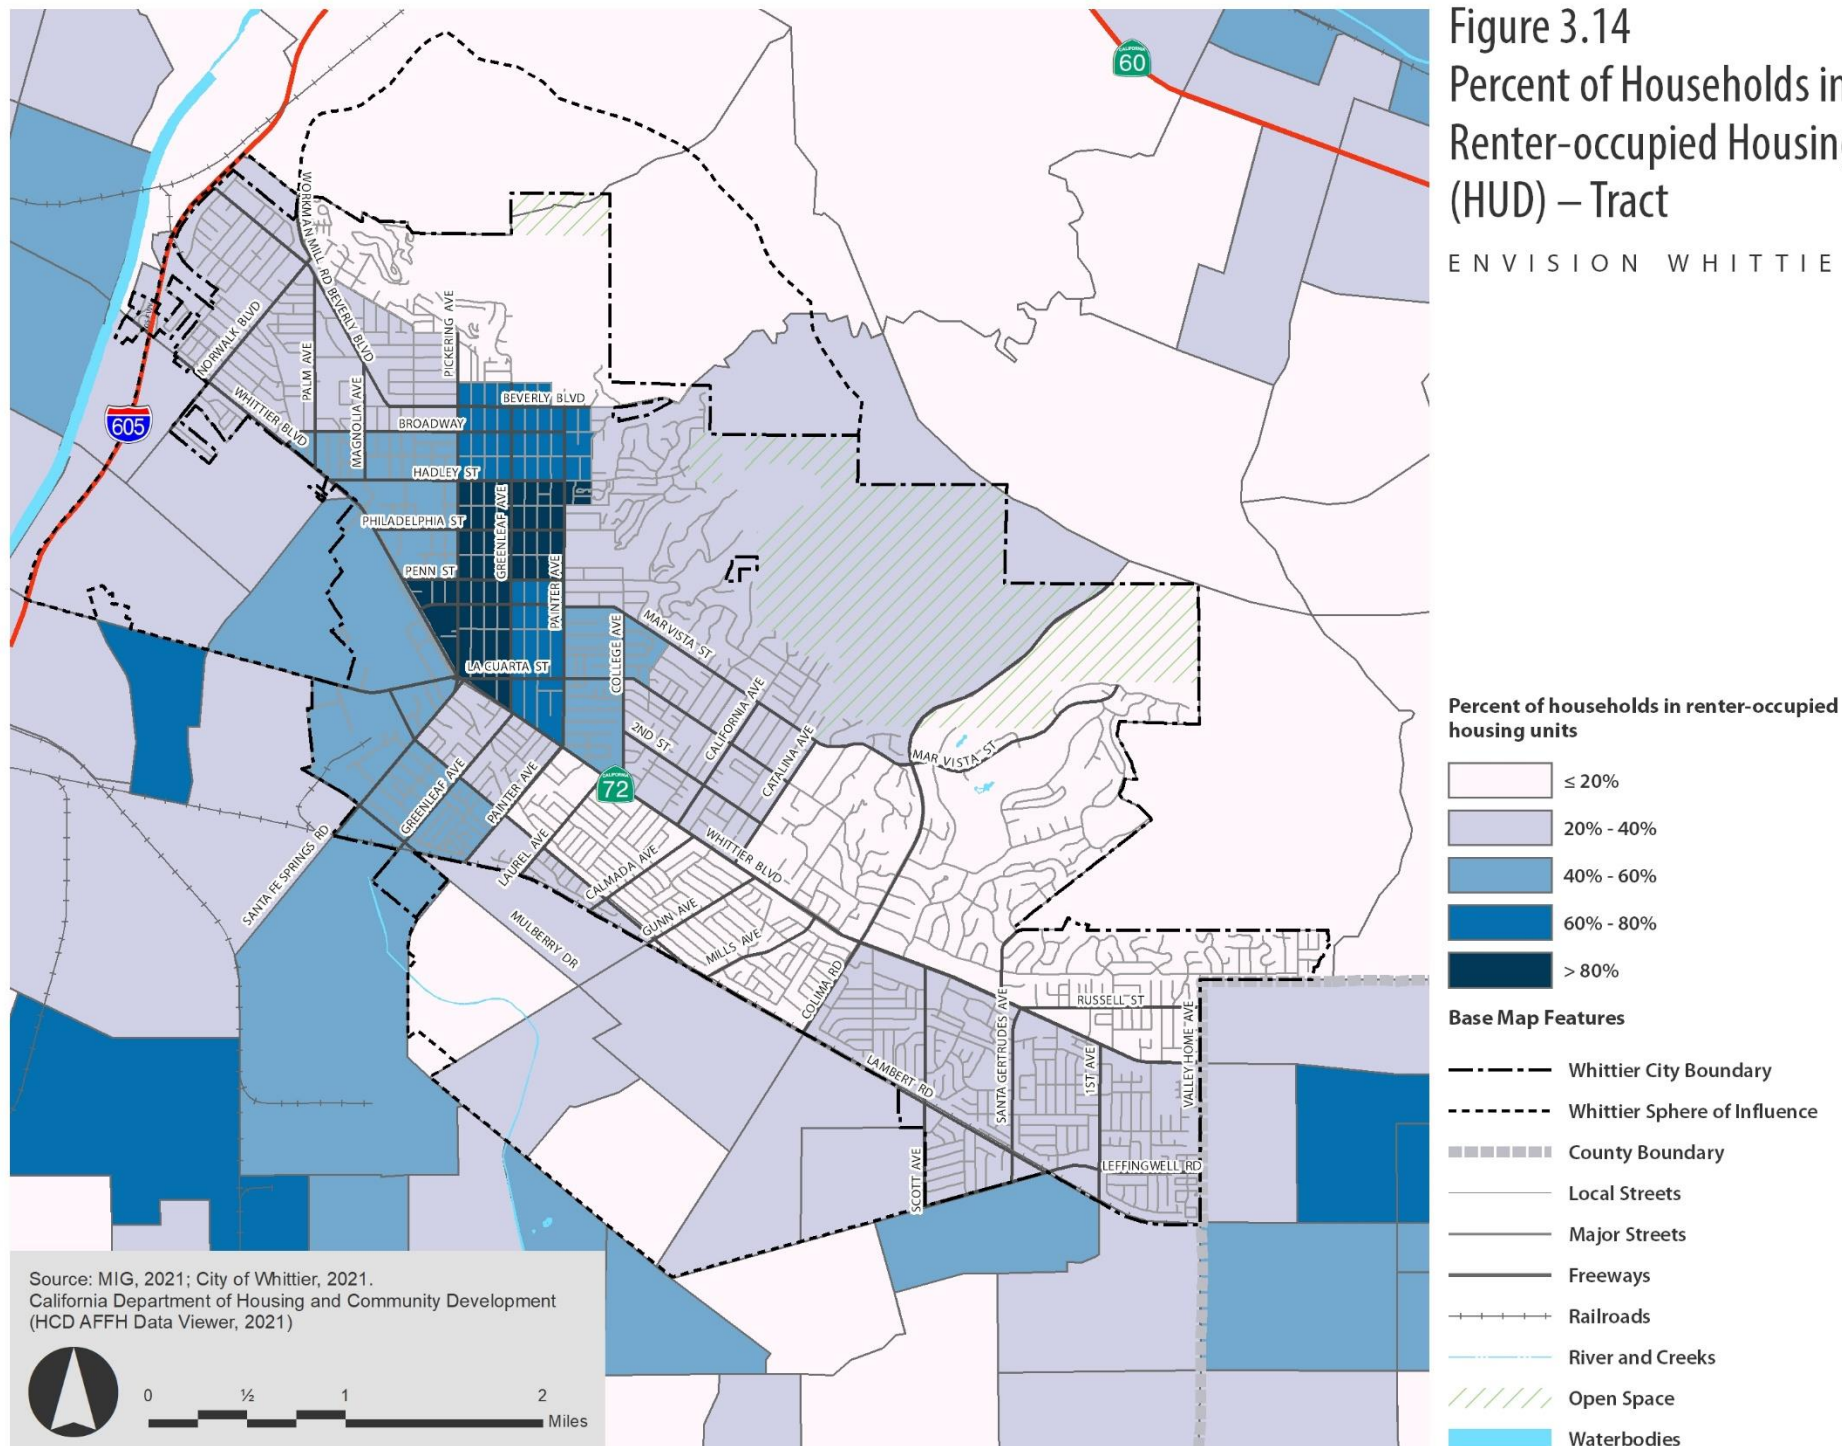 Figure 3.14
Percent of Households in
Renter-occupied Housing
(HUD) – Tract
ENVISION WHITTIE
CALIFORNIA
60
WORKMAN MILL RD
BEVERLY BLVD
PICKERING AVE
NORWALK BLVD
PALM AVE
MAGNOLIA AVE
WHITTIER BLVD
605
BEVERLY BLVD
BROADWAY
HADLEY ST
PHILADELPHIA ST
GREENLEAF AVE
PENN ST
PAINTER AVE
COLLEGE AVE
MAR VISTA ST
LA CUARTA ST
2ND ST
CALIFORNIA AVE
CATALINA AVE
MAR VISTA ST
CALIFORNIA
72
GREENLEAF AVE
PAINTER AVE
LAUREL AVE
SANTA FE SPRINGS RD
WHITTIER BLVD
CALMADA AVE
GUNN AVE
MILLS AVE
MULBERRY DR
COLIMA RD
LAMBERT RD
SANTA GERTRUDES AVE
RUSSELL ST
1ST AVE
VALLEY HOME AVE
SCOTT AVE
LEFFINGWELL RD
Percent of households in renter-occupied
housing units
≤ 20%
20% - 40%
40% - 60%
60% - 80%
> 80%
Base Map Features
Whittier City Boundary
Whittier Sphere of Influence
County Boundary
Local Streets
Major Streets
Freeways
Railroads
River and Creeks
Open Space
Waterbodies
Source: MIG, 2021; City of Whittier, 2021.
California Department of Housing and Community Development
(HCD AFFH Data Viewer, 2021)
0 ½ 1 2
Miles